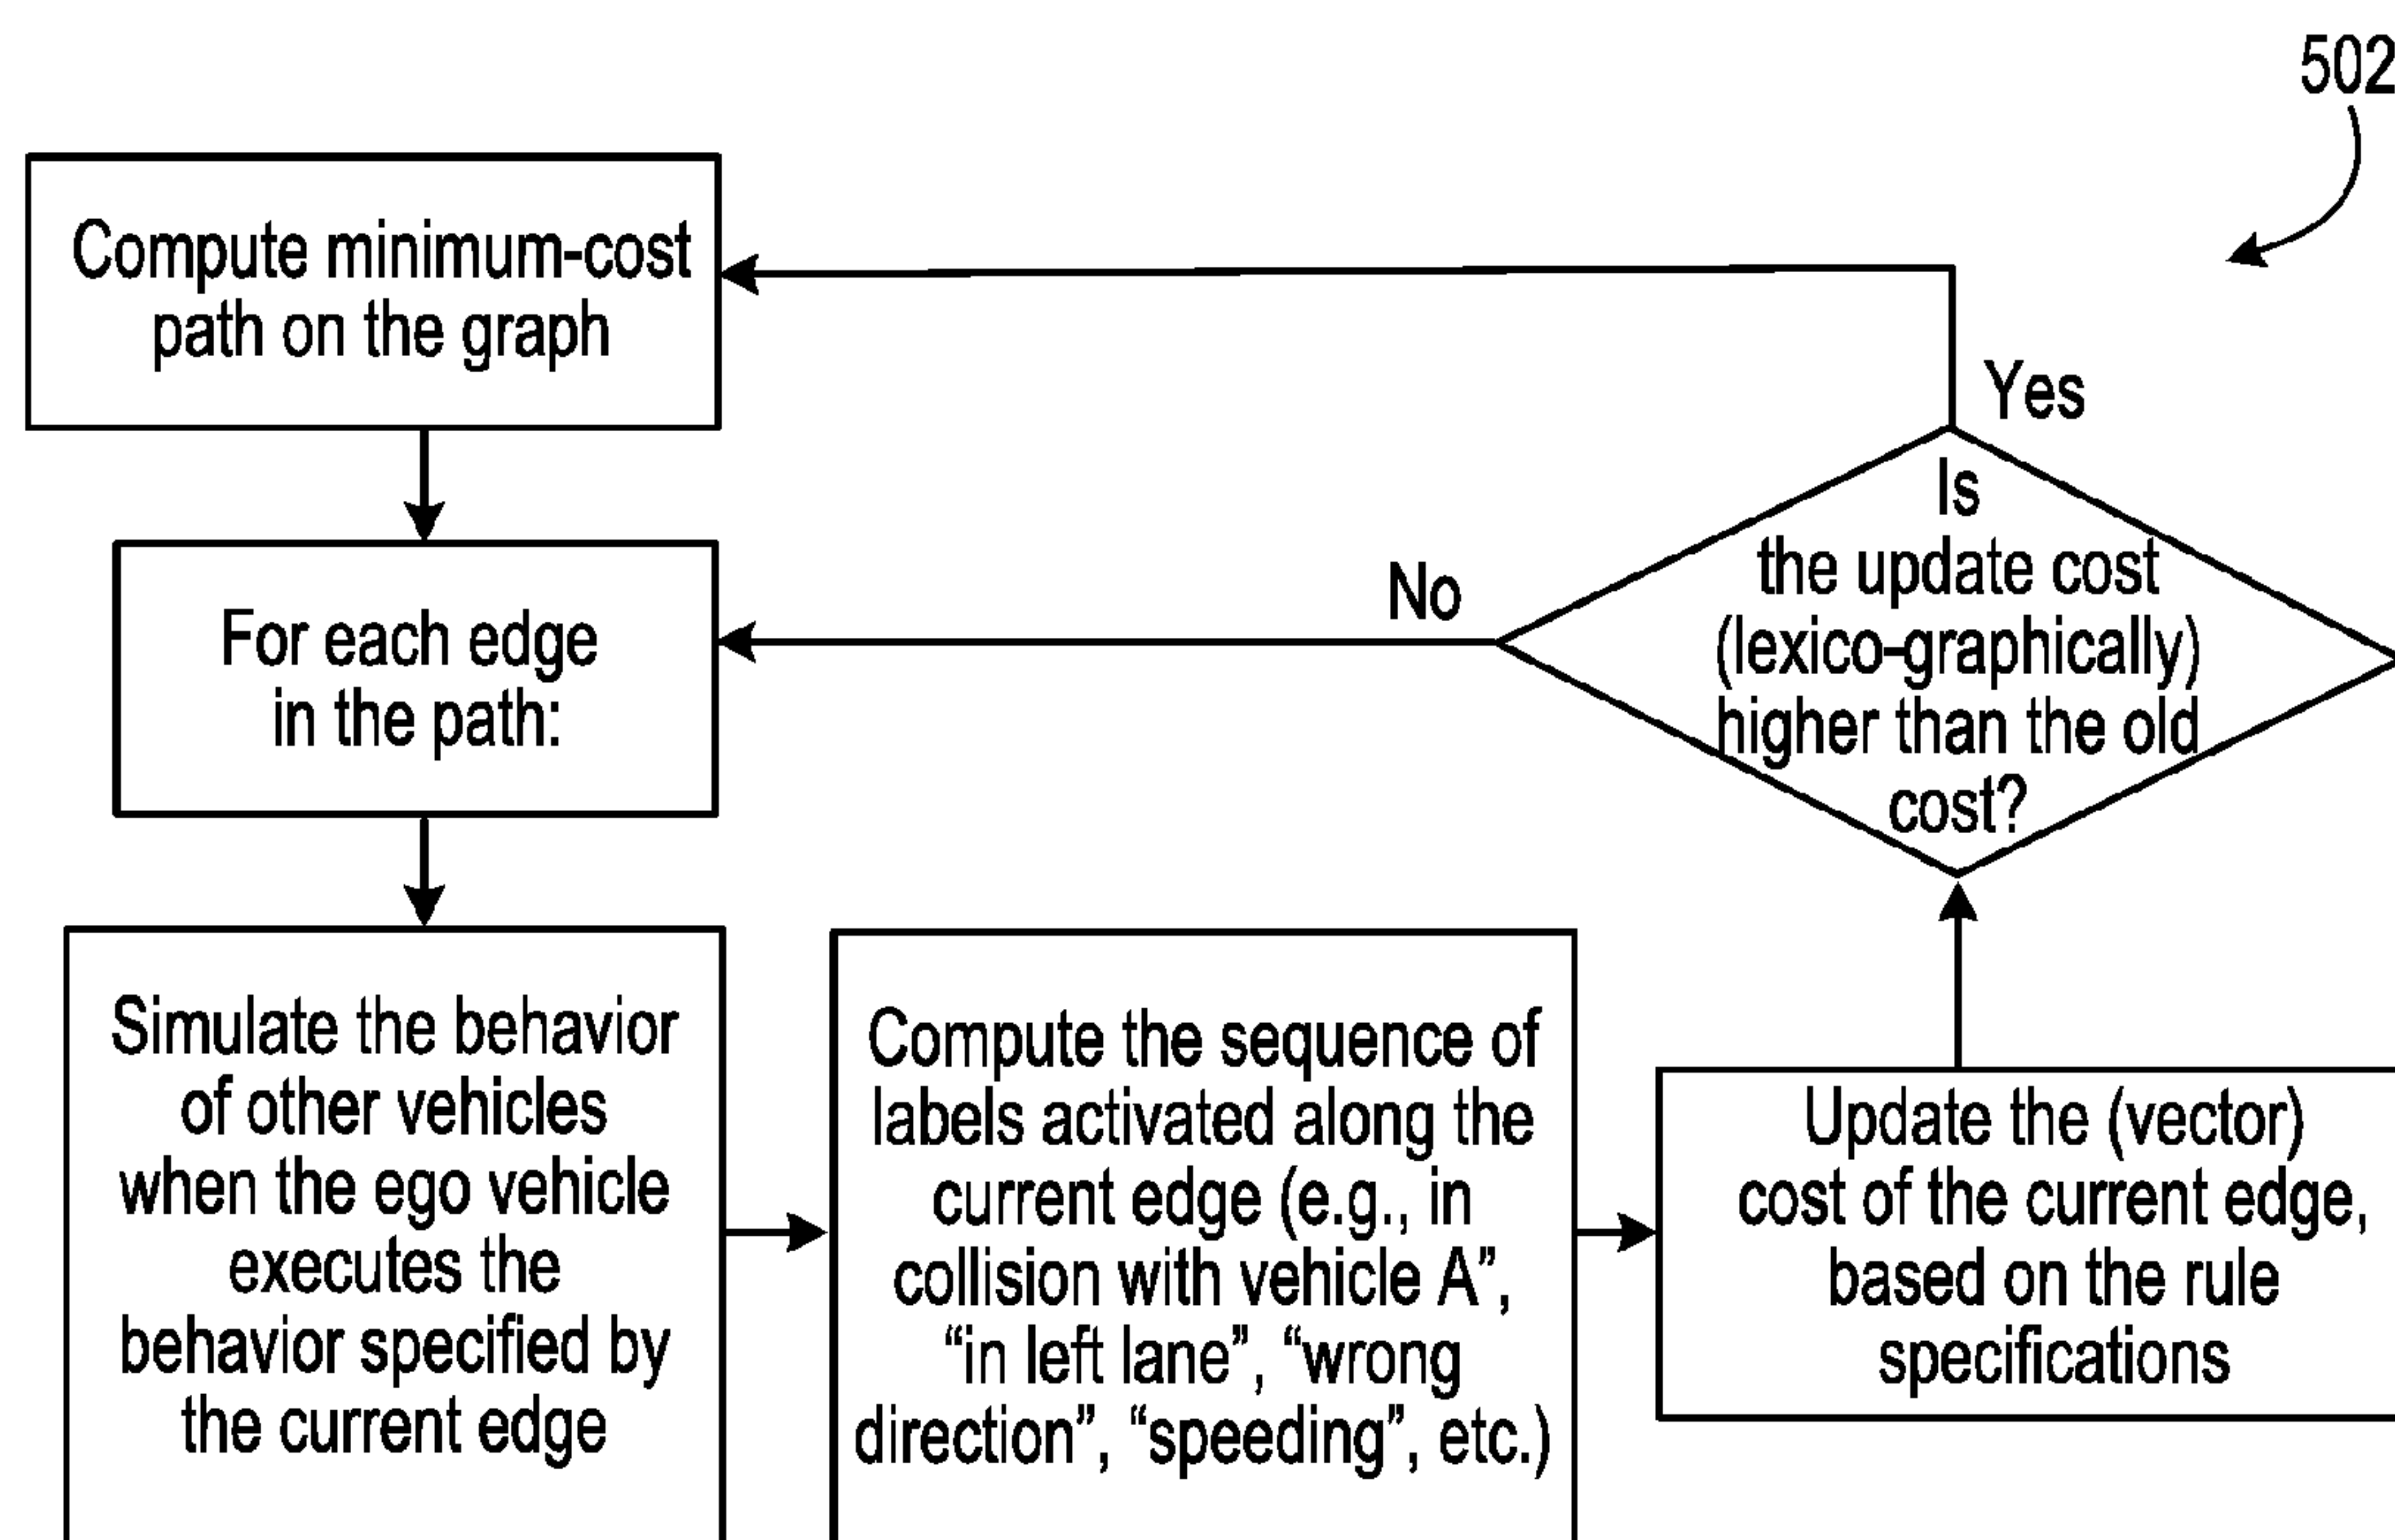 502
Compute minimum-cost
path on the graph
Yes
Is
the update cost
(lexico-graphically)
higher than the old
cost?
No
For each edge
in the path:
Simulate the behavior
of other vehicles
when the ego vehicle
executes the
behavior specified by
the current edge
Compute the sequence of
labels activated along the
current edge (e.g., in
collision with vehicle A”,
“in left lane”, “wrong
direction”, “speeding”, etc.)
Update the (vector)
cost of the current edge,
based on the rule
specifications